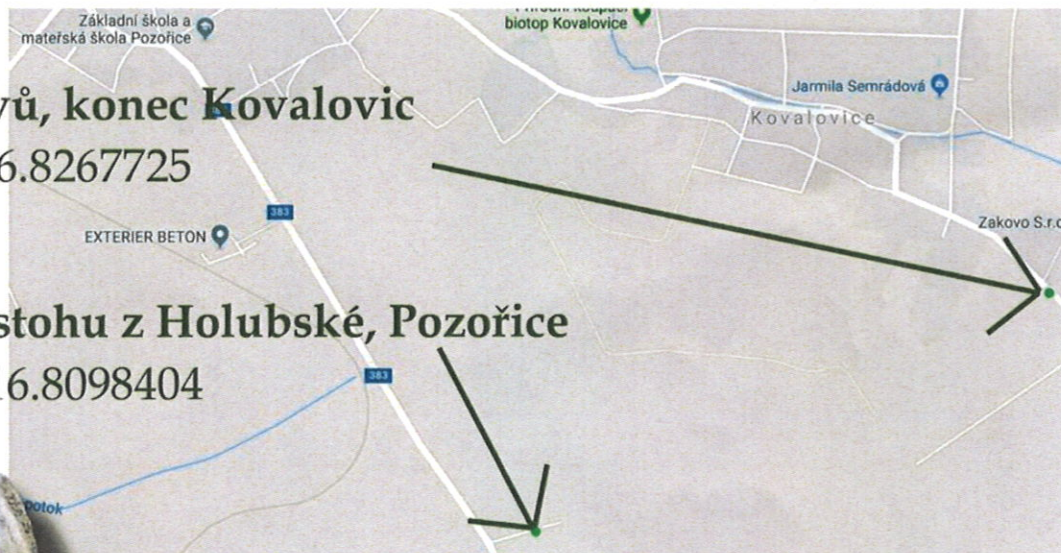 Základní škola a
mateřská škola Pozořice
biotop Kovalovice
Jarmila Semrádová
Kovalovice
vů, konec Kovalovic
6.8267725
383
EXTERIER BETON
Zakovo S.r.o
stohu z Holubské, Pozořice
383
16.8098404
potok